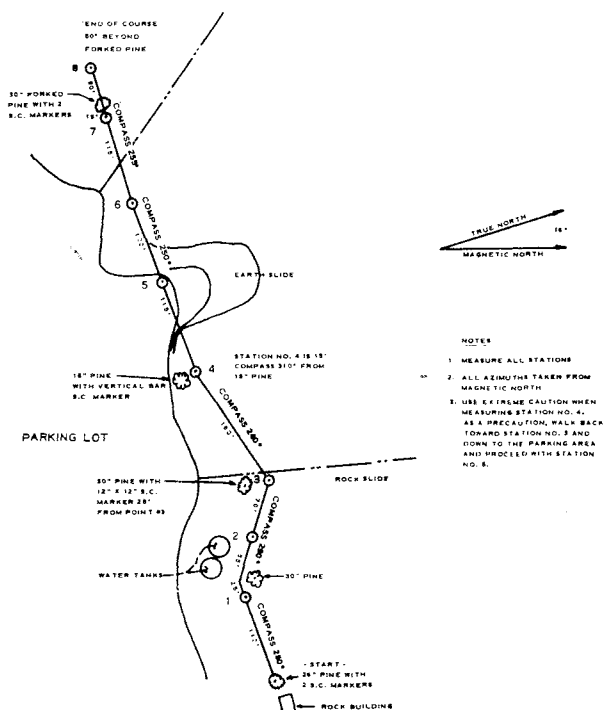 END OF COURSE
80' BEYOND
FORKED PINE
8
30" FORKED
PINE WITH 2
S.C. MARKERS
80'
15'
7
COMPASS 255°
115'
6
COMPASS 250°
5
115'
EARTH SLIDE
TRUE NORTH
16°
MAGNETIC NORTH
18" PINE
WITH VERTICAL BAR
S.C. MARKER
4
STATION NO. 4 IS 15'
COMPASS 310° FROM
18" PINE
NOTES
1 MEASURE ALL STATIONS
2. ALL AZIMUTHS TAKEN FROM
MAGNETIC NORTH
3. USE EXTREME CAUTION WHEN
MEASURING STATION NO. 4.
AS A PRECAUTION, WALK BACK
TOWARD STATION NO. 3 AND
DOWN TO THE PARKING AREA
AND PROCEED WITH STATION
NO. 5.
PARKING LOT
COMPASS
30" PINE WITH
12" X 12" S.C.
MARKER 28'
FROM POINT #3
3
ROCK SLIDE
70'
2
COMPASS
WATER TANKS
30" PINE
1
COMPASS
- START -
26" PINE WITH
2 S.C. MARKERS
ROCK BUILDING